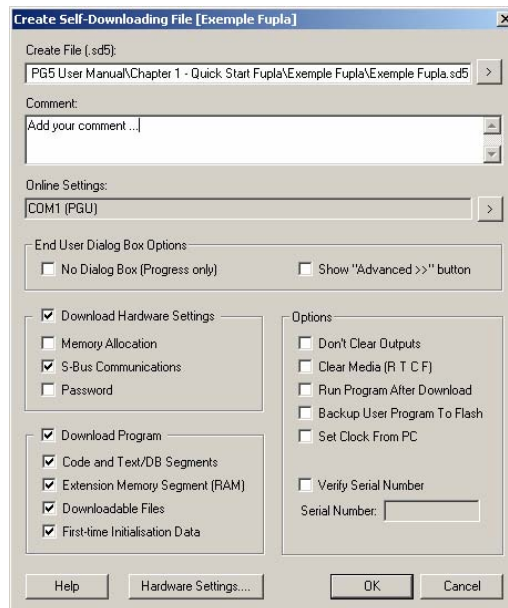 Create Self-Downloading File [Exemple Fupla]
Create File (.sd5):
PG5 User Manual\Chapter 1 - Quick Start Fupla\Exemple Fupla\Exemple Fupla.sd5
>
Comment:
Add your comment ...
Online Settings:
COM1 (PGU)
>
End User Dialog Box Options
No Dialog Box (Progress only)
Show "Advanced >>" button
Download Hardware Settings
Memory Allocation
S-Bus Communications
Password
Download Program
Code and Text/DB Segments
Extension Memory Segment (RAM)
Downloadable Files
First-time Initialisation Data
Options
Don't Clear Outputs
Clear Media (R T C F)
Run Program After Download
Backup User Program To Flash
Set Clock From PC
Verify Serial Number
Serial Number:
Help
Hardware Settings....
OK
Cancel